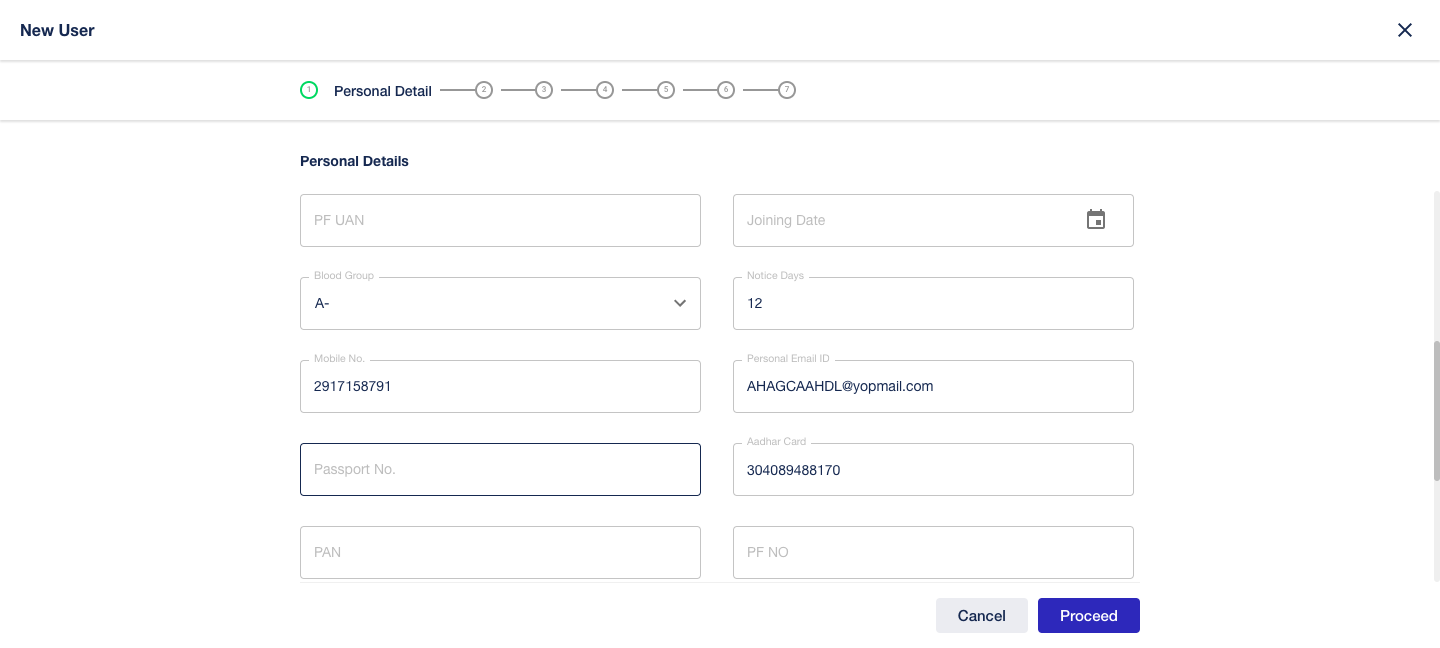 New User
1 Personal Detail 2 3 4 5 6 7
Personal Details
PF UAN
Joining Date
Blood Group
A-
Notice Days
12
Mobile No.
2917158791
Personal Email ID
AHAGCAAHDL@yopmail.com
Passport No.
Aadhar Card
304089488170
PAN
PF NO
Cancel
Proceed